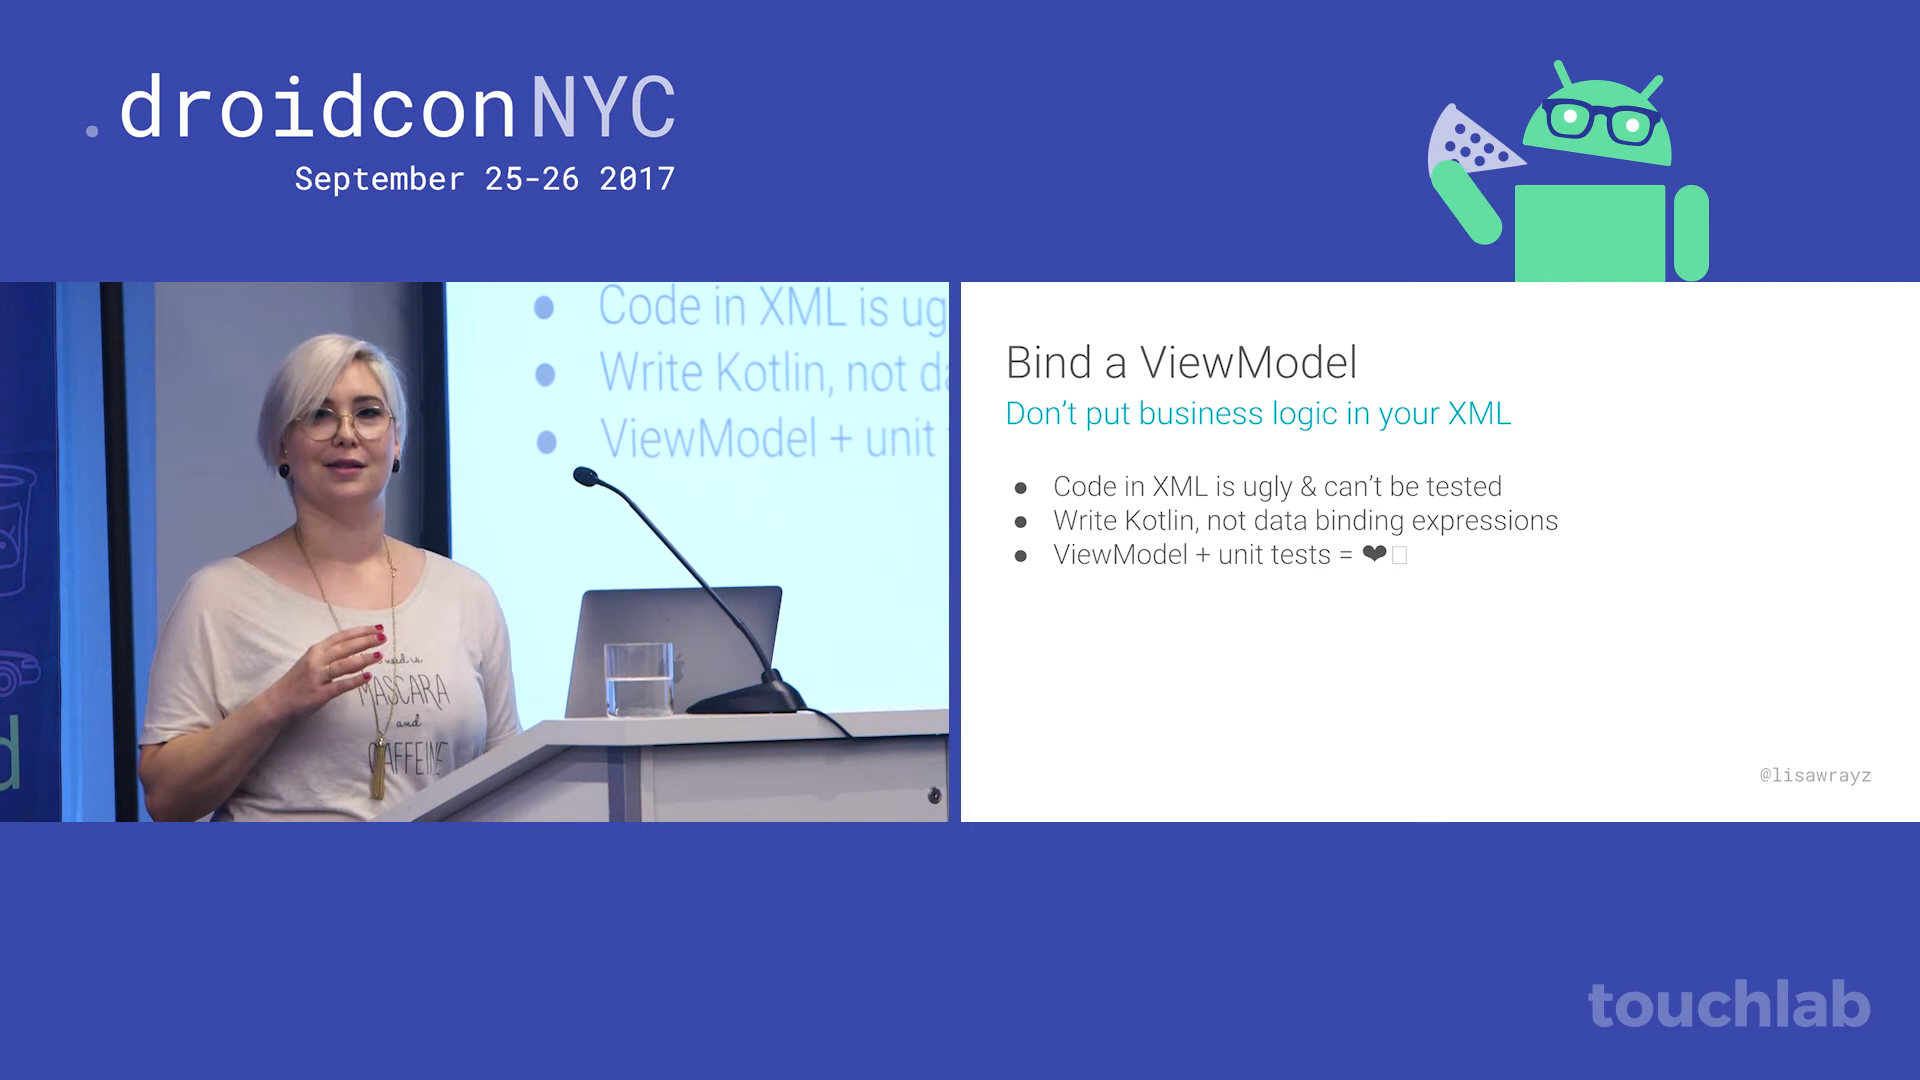 .droidconNYC
September 25-26 2017
Code in XML is ug
Write Kotlin, not da
ViewModel + unit
MASCARA
and
CAFFEINE
d
Bind a ViewModel
Don't put business logic in your XML
● Code in XML is ugly & can't be tested
● Write Kotlin, not data binding expressions
● ViewModel + unit tests = ❤
@lisawrayz
touchlab